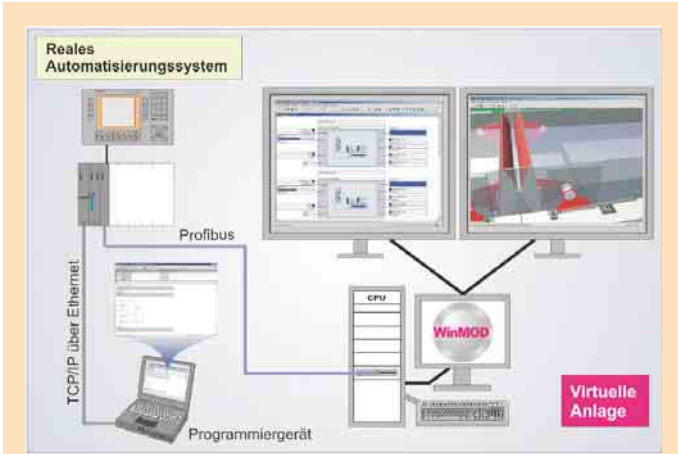 Reales
Automatisierungssystem
Profibus
TCP/IP über Ethernet
CPU
WinMOD
Virtuelle
Anlage
Programmiergerät